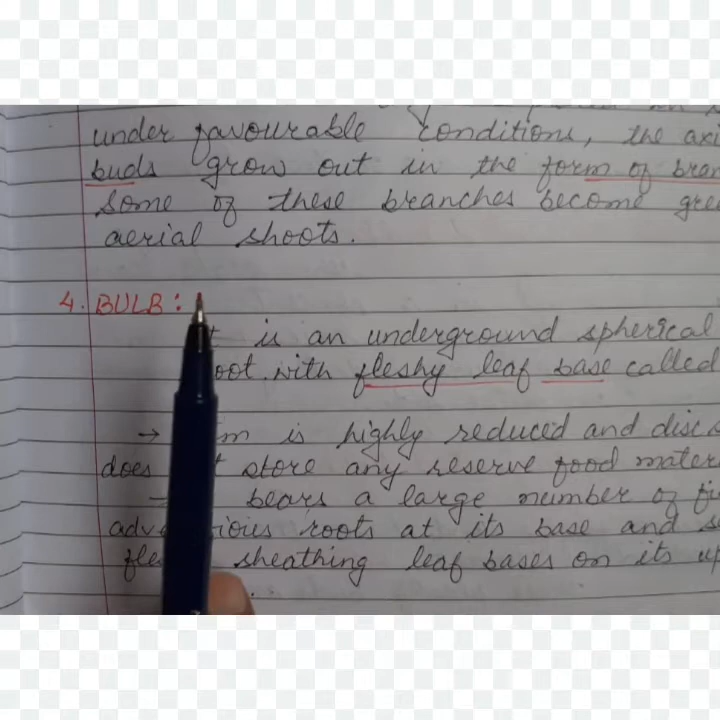 under favourable conditions, the
buds grow out in the form of
Some of these branches become
aerial shoots.
4. BULB:
is an underground spherical
with fleshy leaf base called
is highly reduced and
does store any reserve food
bears a large number of
roots at its base and
sheathing leaf bases on its